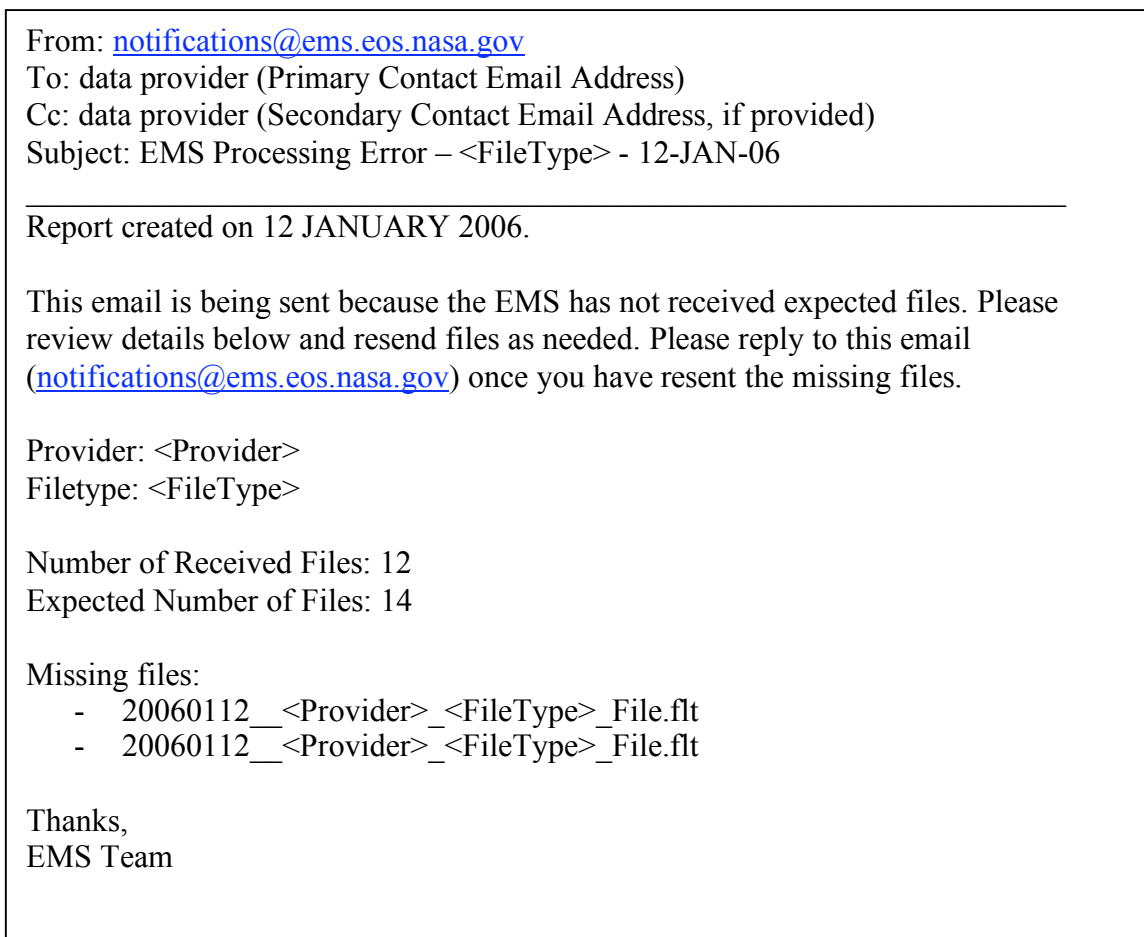 From: notifications@ems.eos.nasa.gov
To: data provider (Primary Contact Email Address)
Cc: data provider (Secondary Contact Email Address, if provided)
Subject: EMS Processing Error – <FileType> - 12-JAN-06
Report created on 12 JANUARY 2006.
This email is being sent because the EMS has not received expected files. Please
review details below and resend files as needed. Please reply to this email
(notifications@ems.eos.nasa.gov) once you have resent the missing files.
Provider: <Provider>
Filetype: <FileType>
Number of Received Files: 12
Expected Number of Files: 14
Missing files:
- 20060112__<Provider>_<FileType>_File.flt
- 20060112__<Provider>_<FileType>_File.flt
Thanks,
EMS Team